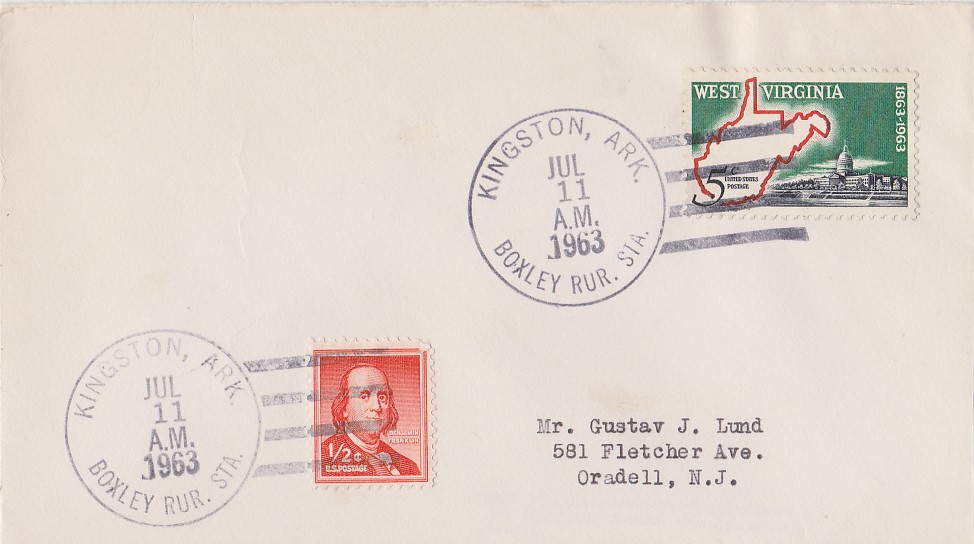 WEST VIRGINIA
1863-1963
5c
UNITED STATES
POSTAGE
KINGSTON, ARK.
JUL
11
A.M.
1963
BOXLEY RUR. STA.
KINGSTON, ARK.
JUL
11
A.M.
1963
BOXLEY RUR. STA.
BENJAMIN
FRANKLIN
1/2¢
U.S. POSTAGE
Mr. Gustav J. Lund
581 Fletcher Ave.
Oradell, N.J.